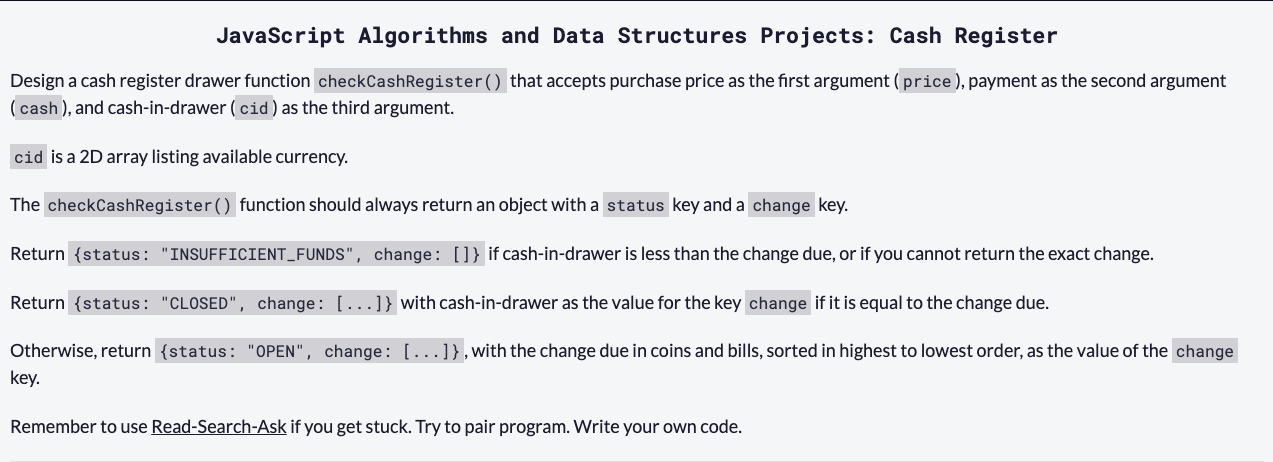 JavaScript Algorithms and Data Structures Projects: Cash Register
Design a cash register drawer function checkCashRegister() that accepts purchase price as the first argument (price), payment as the second argument
(cash), and cash-in-drawer (cid) as the third argument.
cid is a 2D array listing available currency.
The checkCashRegister() function should always return an object with a status key and a change key.
Return {status: "INSUFFICIENT_FUNDS", change: []} if cash-in-drawer is less than the change due, or if you cannot return the exact change.
Return {status: "CLOSED", change: [...]} with cash-in-drawer as the value for the key change if it is equal to the change due.
Otherwise, return {status: "OPEN", change: [...]}, with the change due in coins and bills, sorted in highest to lowest order, as the value of the change
key.
Remember to use Read-Search-Ask if you get stuck. Try to pair program. Write your own code.